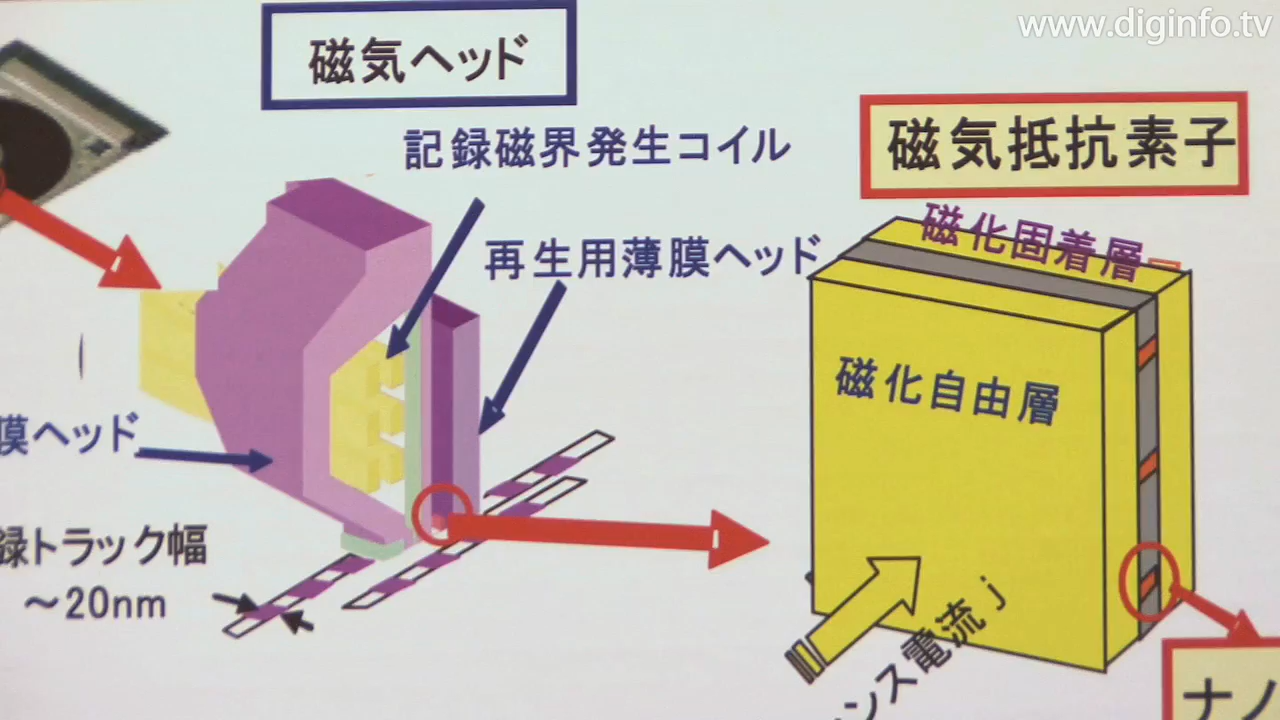 www.diginfo.tv
磁気ヘッド
磁気抵抗素子
記録磁界発生コイル
再生用薄膜ヘッド
磁化固着層
磁化自由層
膜ヘッド
録トラック幅
～20nm
ンス電流 j
ナノ